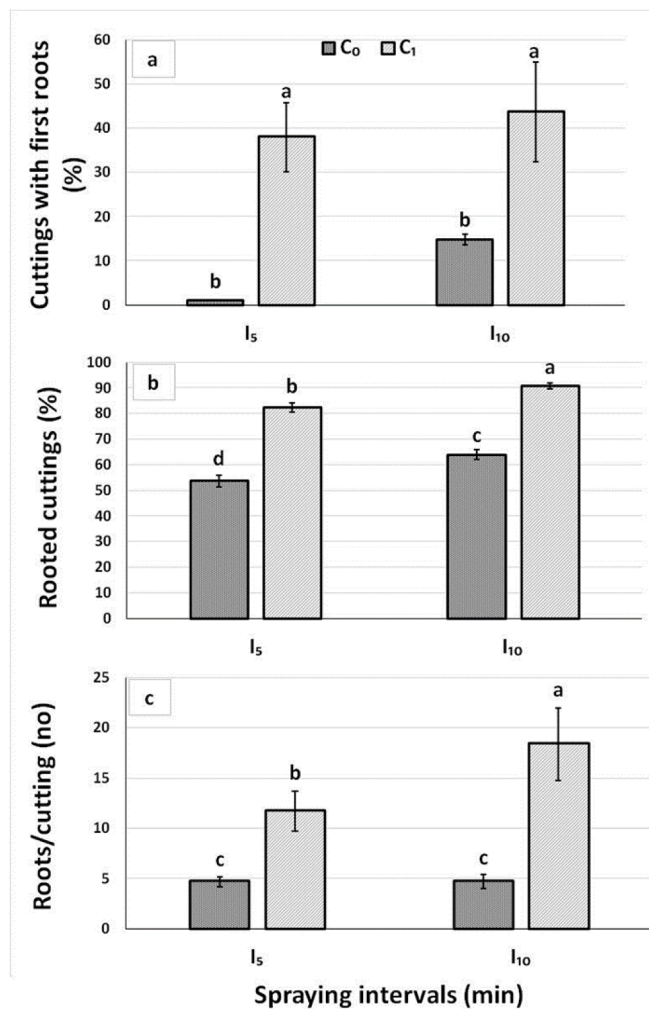 60
50
40
30
20
10
0
a
C₀ C₁
b
a
b
a
I₅ I₁₀
Cuttings with first roots
(%)
100
90
80
70
60
50
40
30
20
10
0
b
d
b
c
a
I₅ I₁₀
Rooted cuttings (%)
25
20
15
10
5
0
c
c
b
c
a
I₅ I₁₀
Roots/cutting (no)
Spraying intervals (min)